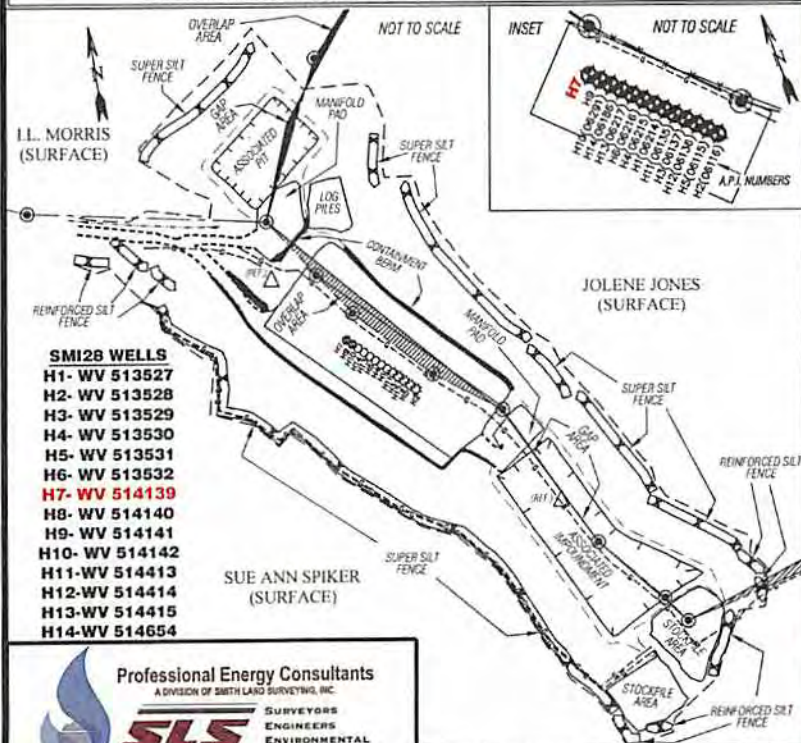 OVERLAP
AREA
NOT TO SCALE
INSET
NOT TO SCALE
N
SUPER SILT
FENCE
GAP
AREA
MANIFOLD
PAD
I.L. MORRIS
(SURFACE)
ASSOCIATED
PIT
LOG
PILES
SUPER SILT
FENCE
N
H7
H9
A.P.I. NUMBERS
CONTAINMENT
BERM
(REF.)
JOLENE JONES
(SURFACE)
REINFORCED SILT
FENCE
OVERLAP
AREA
MANIFOLD
PAD
SUPER SILT
FENCE
GAP
AREA
REINFORCED SILT
FENCE
(REF.)
ASSOCIATED
IMPOUNDMENT
SMI28 WELLS
H1- WV 513527
H2- WV 513528
H3- WV 513529
H4- WV 513530
H5- WV 513531
H6- WV 513532
H7- WV 514139
H8- WV 514140
H9- WV 514141
H10- WV 514142
H11-WV 514413
H12-WV 514414
H13-WV 514415
H14-WV 514654
SUE ANN SPIKER
(SURFACE)
SUPER SILT
FENCE
STOCKPILE
AREA
STOCKPILE
AREA
REINFORCED SILT
FENCE
Professional Energy Consultants
A DIVISION OF SMITH LAND SURVEYING, INC.
SLS
SURVEYORS
ENGINEERS
ENVIRONMENTAL